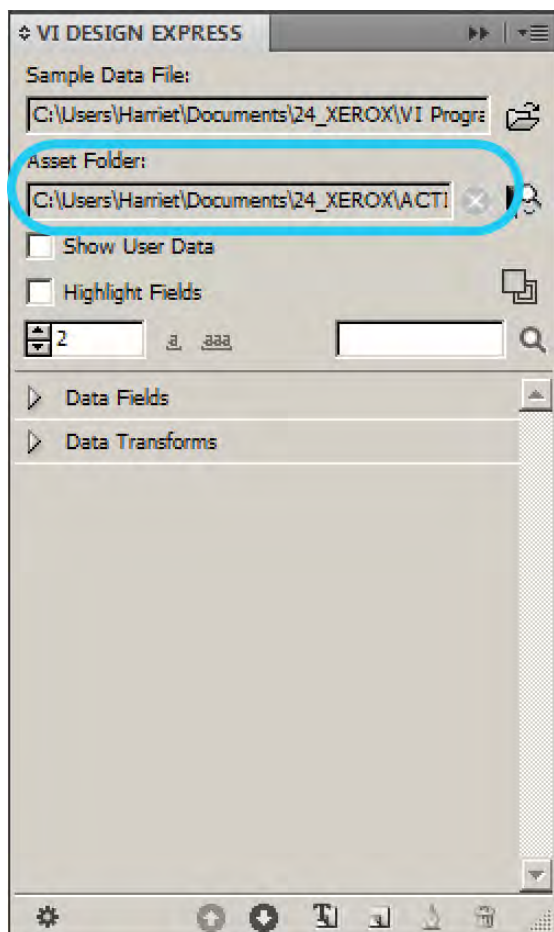 VI DESIGN EXPRESS
Sample Data File:
C:\Users\Harriet\Documents\24_XEROX\VI Progra
Asset Folder:
C:\Users\Harriet\Documents\24_XEROX\ACTI
Show User Data
Highlight Fields
2 a aaa
Data Fields
Data Transforms